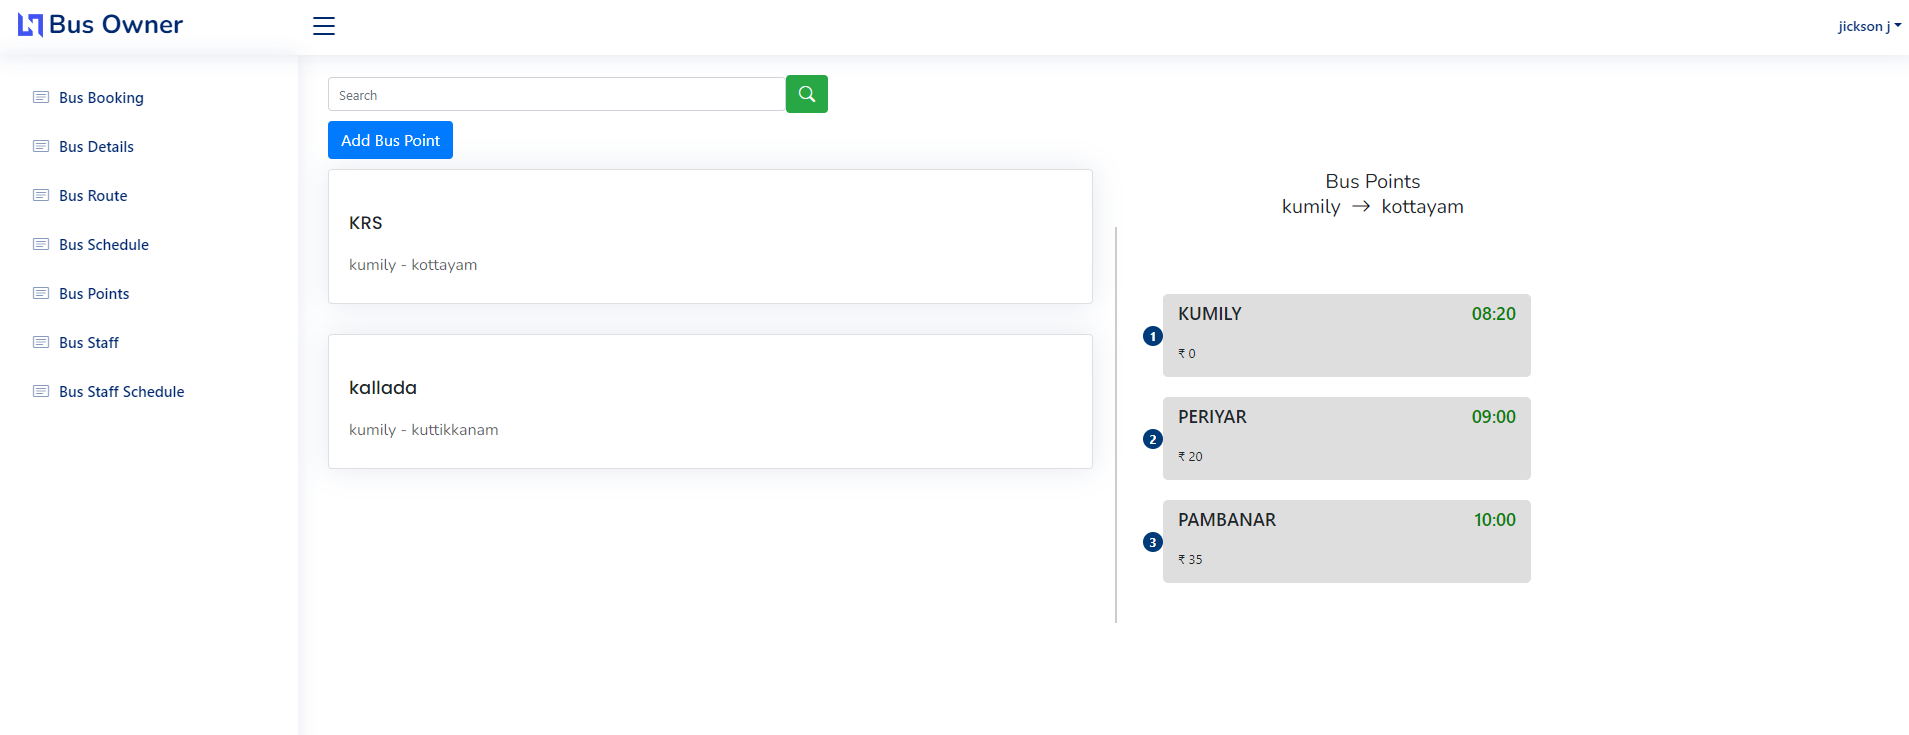 Bus Owner
jickson j
Bus Booking
Bus Details
Bus Route
Bus Schedule
Bus Points
Bus Staff
Bus Staff Schedule
Search
Add Bus Point
KRS
kumily - kottayam
kallada
kumily - kuttikkanam
Bus Points
kumily → kottayam
1
KUMILY 08:20
₹ 0
2
PERIYAR 09:00
₹ 20
3
PAMBANAR 10:00
₹ 35